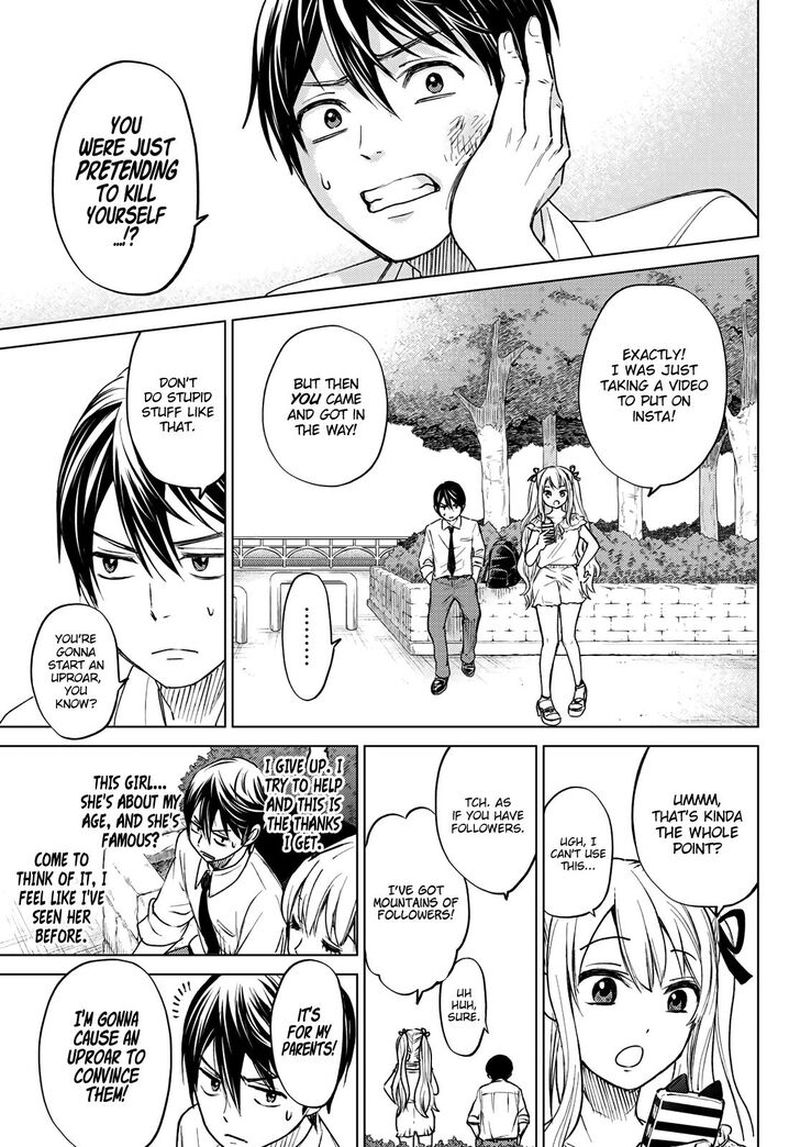 YOU
WERE JUST
PRETENDING
TO KILL
YOURSELF
...!?
EXACTLY!
I WAS JUST
TAKING A VIDEO
TO PUT ON
INSTA!
BUT THEN
YOU CAME
AND GOT IN
THE WAY!
.........
DON'T
DO STUPID
STUFF LIKE
THAT.
YOU'RE
GONNA
START AN
UPROAR,
YOU
KNOW?
UMMM,
THAT'S KINDA
THE WHOLE
POINT?
UGH, I
CAN'T USE
THIS...
TCH. AS
IF YOU HAVE
FOLLOWERS.
I'VE GOT
MOUNTAINS OF
FOLLOWERS!
UH
HUH,
SURE.
I GIVE UP. I
TRY TO HELP
AND THIS IS
THE THANKS
I GET.
THIS GIRL...
SHE'S ABOUT MY
AGE, AND SHE'S
FAMOUS?
COME TO
THINK OF IT, I
FEEL LIKE I'VE
SEEN HER
BEFORE.
IT'S
FOR MY
PARENTS!
I'M GONNA
CAUSE AN
UPROAR TO
CONVINCE
THEM!